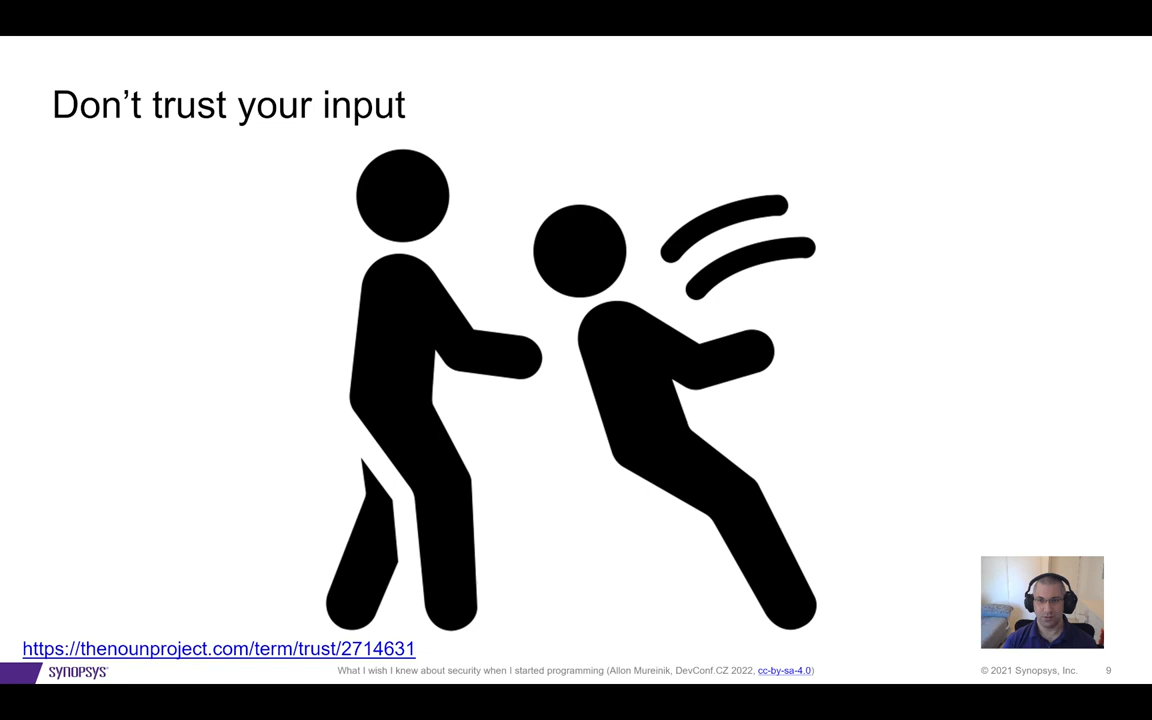 Don’t trust your input
https://thenounproject.com/term/trust/2714631
SYNOPSYS®
What I wish I knew about security when I started programming (Allon Mureinik, DevConf.CZ 2022, cc-by-sa-4.0)
© 2021 Synopsys, Inc.
9